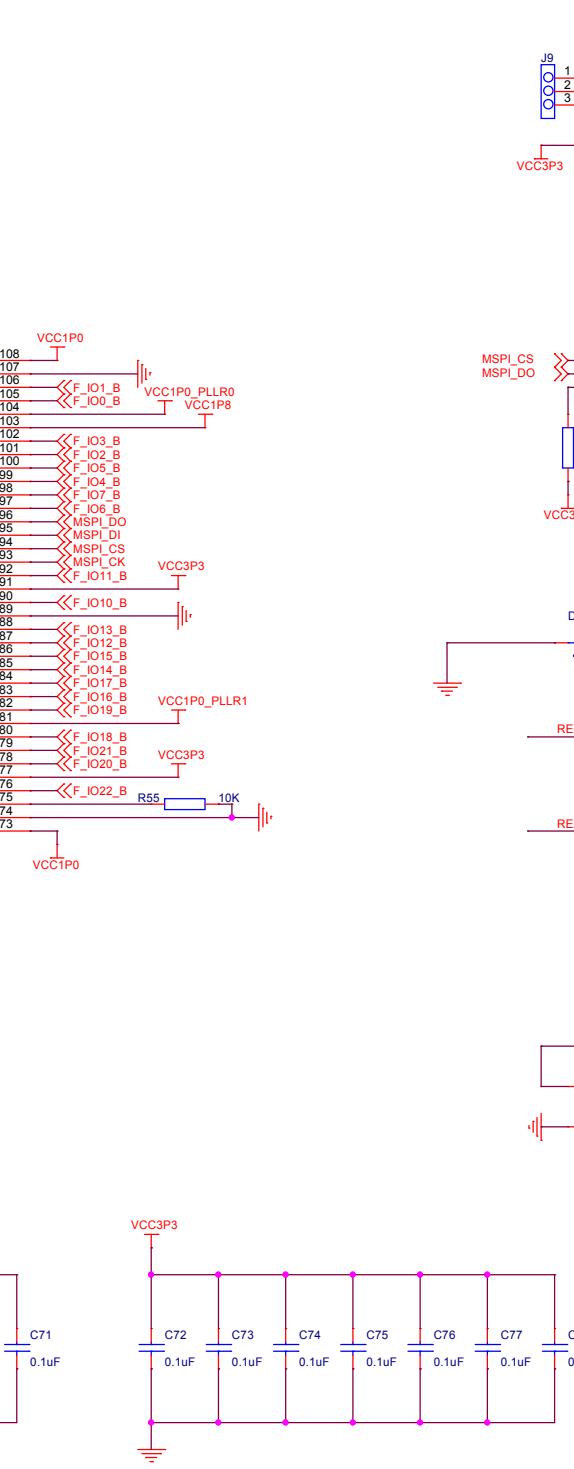 J9
1
2
3
VCC3P3
VCC1P0
108
107
106
F_IO1_B
105
F_IO0_B
VCC1P0_PLLR0
104
VCC1P8
103
102
F_IO3_B
101
F_IO2_B
100
F_IO5_B
99
F_IO4_B
98
F_IO7_B
97
F_IO6_B
96
MSPI_DO
95
MSPI_DI
94
MSPI_CS
93
MSPI_CK
92
F_IO11_B
VCC3P3
91
90
F_IO10_B
89
88
F_IO13_B
87
F_IO12_B
86
F_IO15_B
85
F_IO14_B
84
F_IO17_B
83
F_IO16_B
82
F_IO19_B
VCC1P0_PLLR1
81
80
F_IO18_B
79
F_IO21_B
78
F_IO20_B
VCC3P3
77
76
F_IO22_B
75
R55
10K
74
73
VCC1P0
MSPI_CS
MSPI_DO
VCC3
D
RE
RE
VCC3P3
C71
0.1uF
C72
0.1uF
C73
0.1uF
C74
0.1uF
C75
0.1uF
C76
0.1uF
C77
0.1uF
C
0